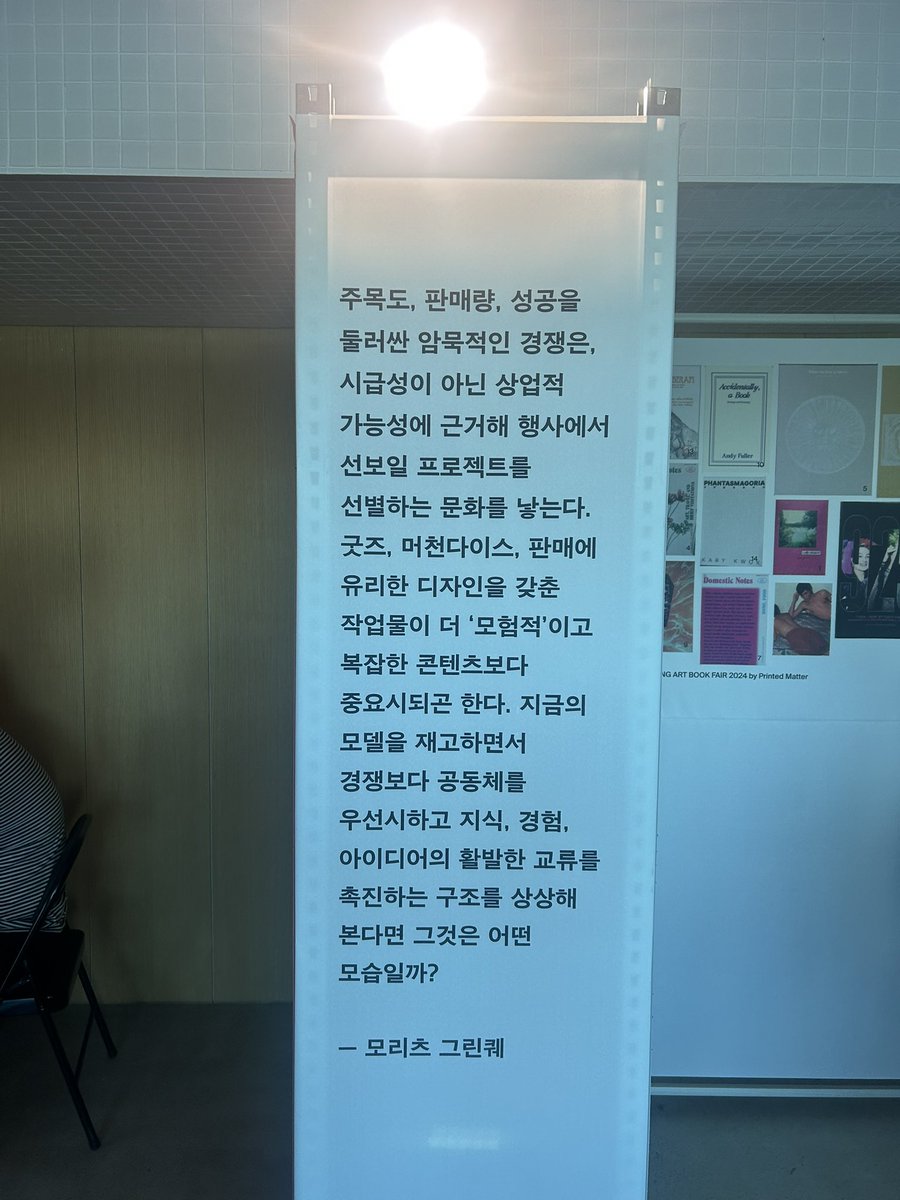 주목도, 판매량, 성공을
둘러싼 암묵적인 경쟁은,
시급성이 아닌 상업적
가능성에 근거해 행사에서
선보일 프로젝트를
선별하는 문화를 낳는다.
굿즈, 머천다이스, 판매에
유리한 디자인을 갖춘
작업물이 더 ‘모험적’이고
복잡한 콘텐츠보다
중요시되곤 한다. 지금의
모델을 재고하면서
경쟁보다 공동체를
우선시하고 지식, 경험,
아이디어의 활발한 교류를
촉진하는 구조를 상상해
본다면 그것은 어떤
모습일까?
— 모리츠 그린퀘
Accidentally,
a Book
Andy Fuller
10
5
13
PHANTASMAGORIA
4
14
1
Domestic Notes
7
NG ART BOOK FAIR 2024 by Printed Matter